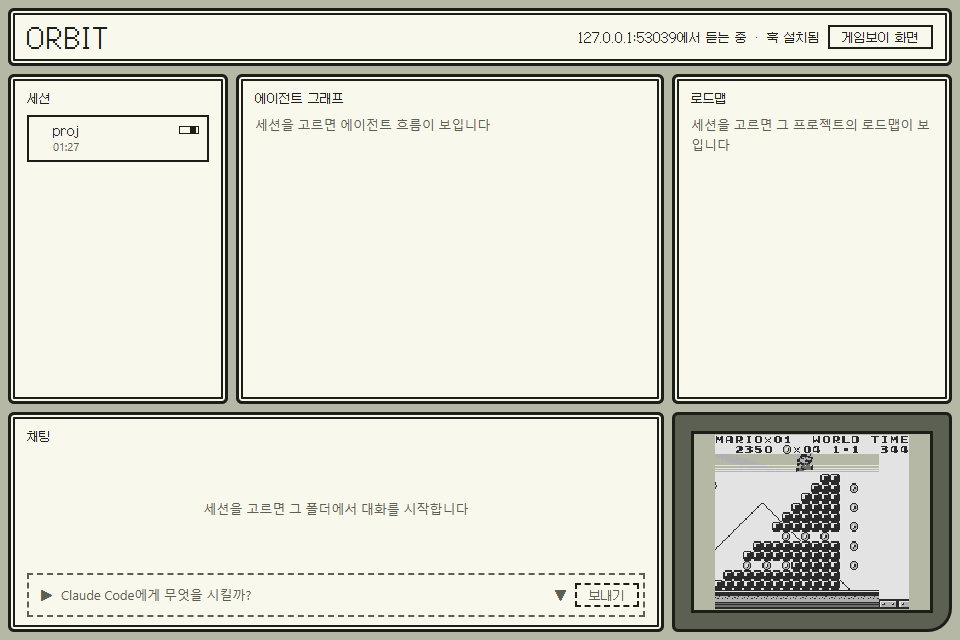 ORBIT
127.0.0.1:53039에서 듣는 중 · 훅 설치됨
게임보이 화면
세션
proj
01:27
에이전트 그래프
세션을 고르면 에이전트 흐름이 보입니다
로드맵
세션을 고르면 그 프로젝트의 로드맵이 보
입니다
채팅
세션을 고르면 그 폴더에서 대화를 시작합니다
▶ Claude Code에게 무엇을 시킬까?
▼ 보내기
MARIO×01 WORLD TIME
2350 ×04 1-1 344